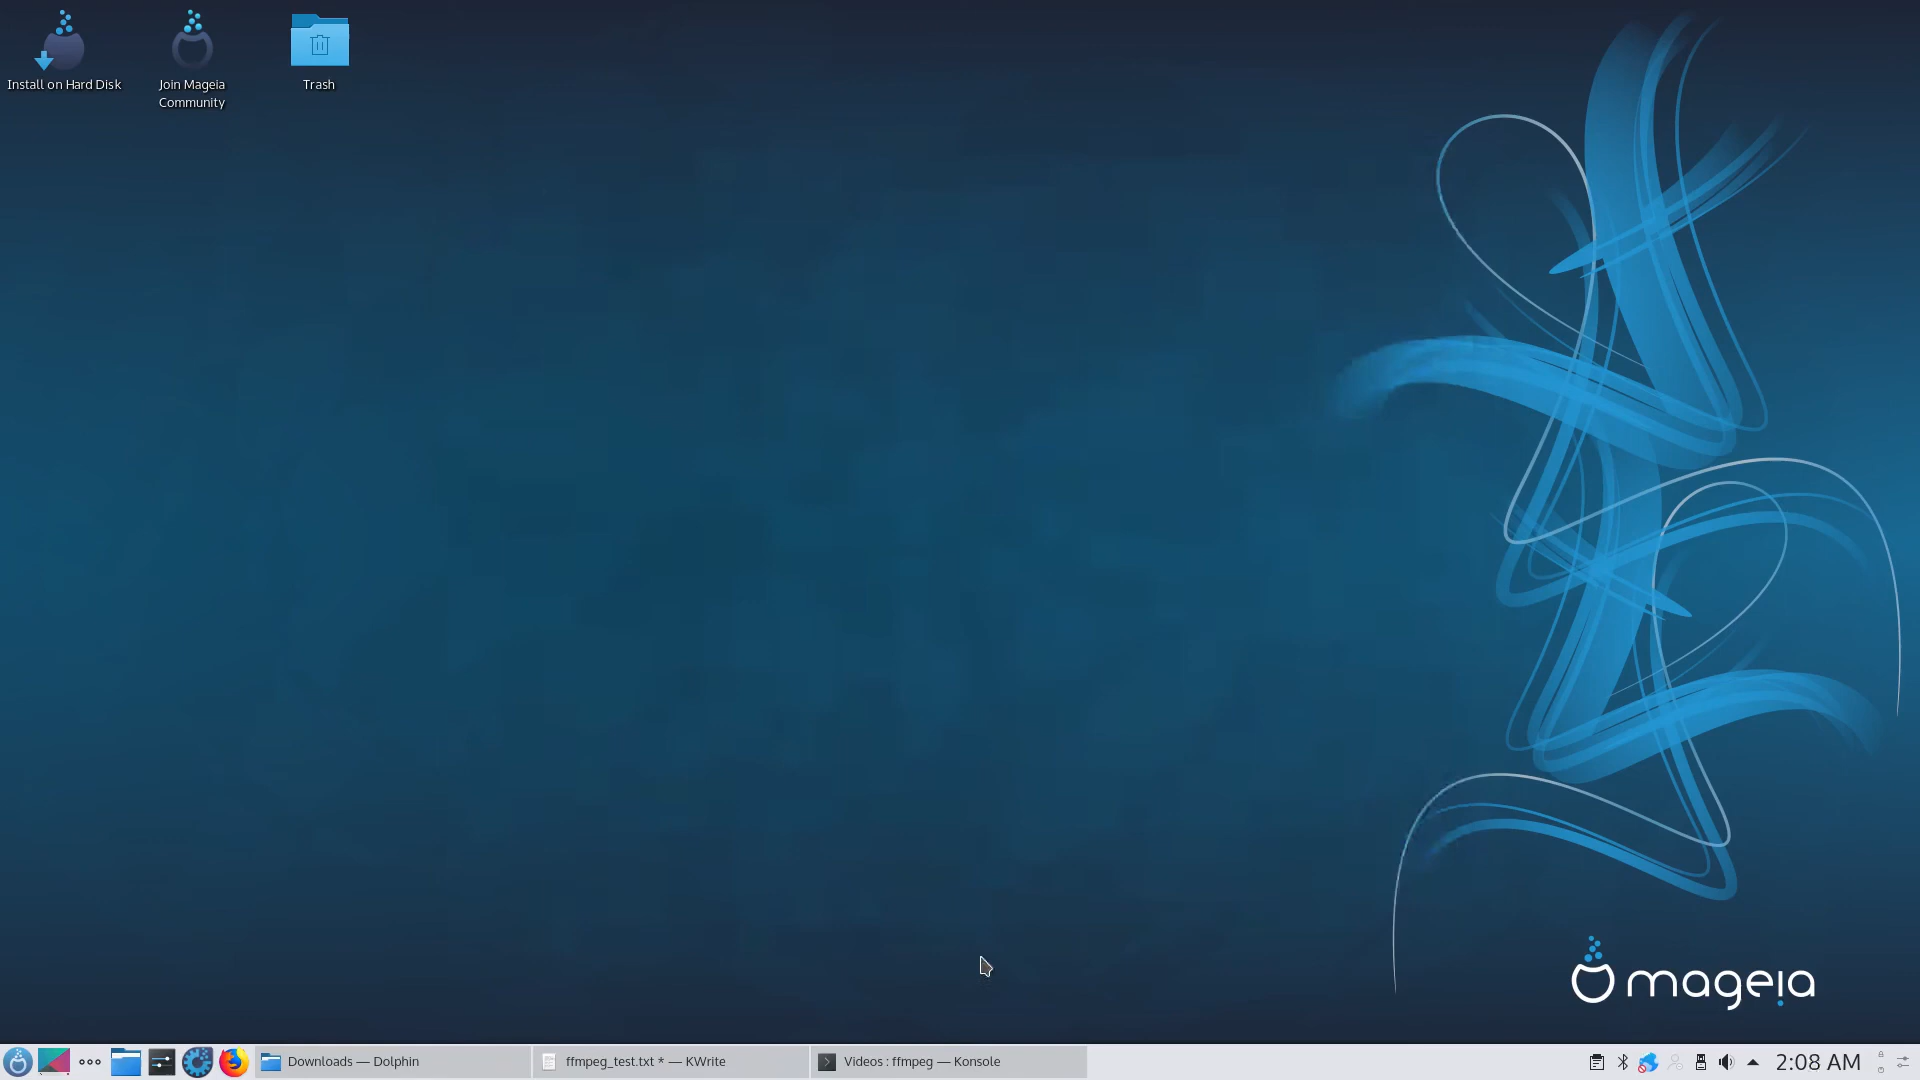 Install on Hard Disk
Join Mageia
Community
Trash
mageia
Downloads — Dolphin
ffmpeg_test.txt * — KWrite
Videos : ffmpeg — Konsole
2:08 AM